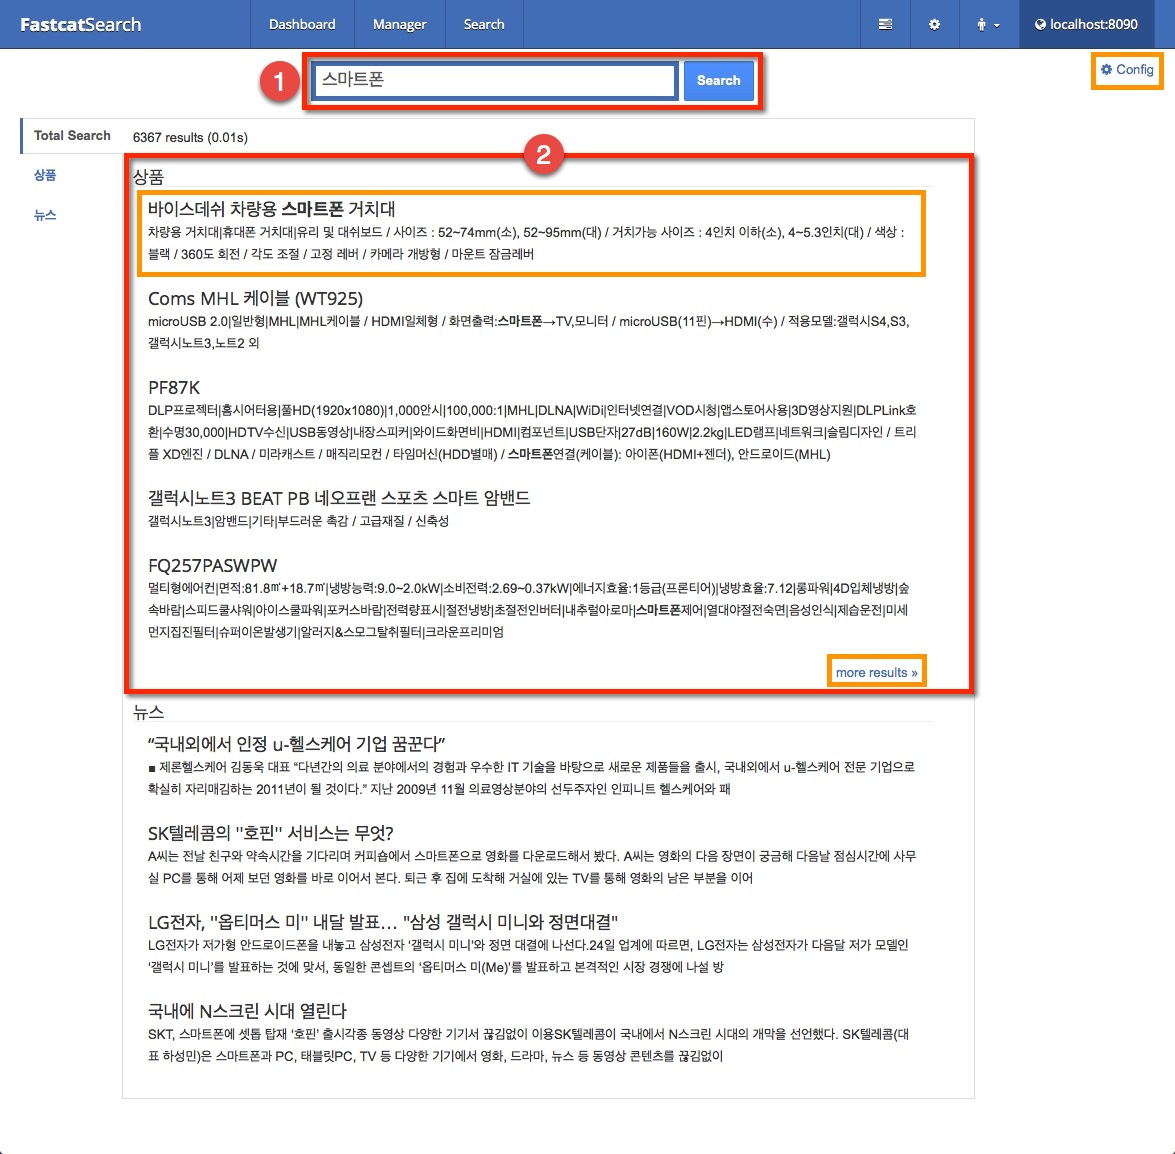 FastcatSearch Dashboard Manager Search localhost:8090
Config
1 스마트폰 Search
Total Search 6367 results (0.01s)
2
상품
뉴스
상품
바이스데쉬 차량용 스마트폰 거치대
차량용 거치대|휴대폰 거치대|유리 및 대쉬보드 / 사이즈 : 52~74mm(소), 52~95mm(대) / 거치가능 사이즈 : 4인치 이하(소), 4~5.3인치(대) / 색상 :
블랙 / 360도 회전 / 각도 조절 / 고정 레버 / 카메라 개방형 / 마운트 잠금레버
Coms MHL 케이블 (WT925)
microUSB 2.0|일반형|MHL|MHL케이블 / HDMI일체형 / 화면출력:스마트폰→TV,모니터 / microUSB(11핀)→HDMI(수) / 적용모델:갤럭시S4,S3,
갤럭시노트3,노트2 외
PF87K
DLP프로젝터|홈시어터용|풀HD(1920x1080)|1,000안시|100,000:1|MHL|DLNA|WiDi|인터넷연결|VOD시청|앱스토어사용|3D영상지원|DLPLink호
환|수명30,000|HDTV수신|USB동영상|내장스피커|와이드화면비|HDMI|컴포넌트|USB단자|27dB|160W|2.2kg|LED램프|네트워크|슬림디자인 / 트리
플 XD엔진 / DLNA / 미라캐스트 / 매직리모컨 / 타임머신(HDD별매) / 스마트폰연결(케이블): 아이폰(HDMI+젠더), 안드로이드(MHL)
갤럭시노트3 BEAT PB 네오프랜 스포츠 스마트 암밴드
갤럭시노트3|암밴드|기타|부드러운 촉감 / 고급재질 / 신축성
FQ257PASWPW
멀티형에어컨|면적:81.8㎡+18.7㎡|냉방능력:9.0~2.0kW|소비전력:2.69~0.37kW|에너지효율:1등급(프론티어)|냉방효율:7.12|롱파워|4D입체냉방|숲
속바람|스피드쿨샤워|아이스쿨파워|포커스바람|전력량표시|절전냉방|초절전인버터|내추럴아로마|스마트폰제어|열대야절전숙면|음성인식|제습운전|미세
먼지집진필터|슈퍼이온발생기|알러지&스모그탈취필터|크라운프리미엄
more results »
뉴스
“국내외에서 인정 u-헬스케어 기업 꿈꾼다”
■ 제론헬스케어 김동욱 대표 “다년간의 의료 분야에서의 경험과 우수한 IT 기술을 바탕으로 새로운 제품들을 출시, 국내외에서 u-헬스케어 전문 기업으로
확실히 자리매김하는 2011년이 될 것이다.” 지난 2009년 11월 의료영상분야의 선두주자인 인피니트 헬스케어와 패
SK텔레콤의 ''호핀'' 서비스는 무엇?
A씨는 전날 친구와 약속시간을 기다리며 커피숍에서 스마트폰으로 영화를 다운로드해서 봤다. A씨는 영화의 다음 장면이 궁금해 다음날 점심시간에 사무
실 PC를 통해 어제 보던 영화를 바로 이어서 본다. 퇴근 후 집에 도착해 거실에 있는 TV를 통해 영화의 남은 부분을 이어
LG전자, ''옵티머스 미'' 내달 발표… "삼성 갤럭시 미니와 정면대결"
LG전자가 저가형 안드로이드폰을 내놓고 삼성전자 ‘갤럭시 미니’와 정면 대결에 나선다.24일 업계에 따르면, LG전자는 삼성전자가 다음달 저가 모델인
‘갤럭시 미니’를 발표하는 것에 맞서, 동일한 콘셉트의 ‘옵티머스 미(Me)’를 발표하고 본격적인 시장 경쟁에 나설 방
국내에 N스크린 시대 열린다
SKT, 스마트폰에 셋톱 탑재 ‘호핀’ 출시각종 동영상 다양한 기기서 끊김없이 이용SK텔레콤이 국내에서 N스크린 시대의 개막을 선언했다. SK텔레콤(대
표 하성민)은 스마트폰과 PC, 태블릿PC, TV 등 다양한 기기에서 영화, 드라마, 뉴스 등 동영상 콘텐츠를 끊김없이